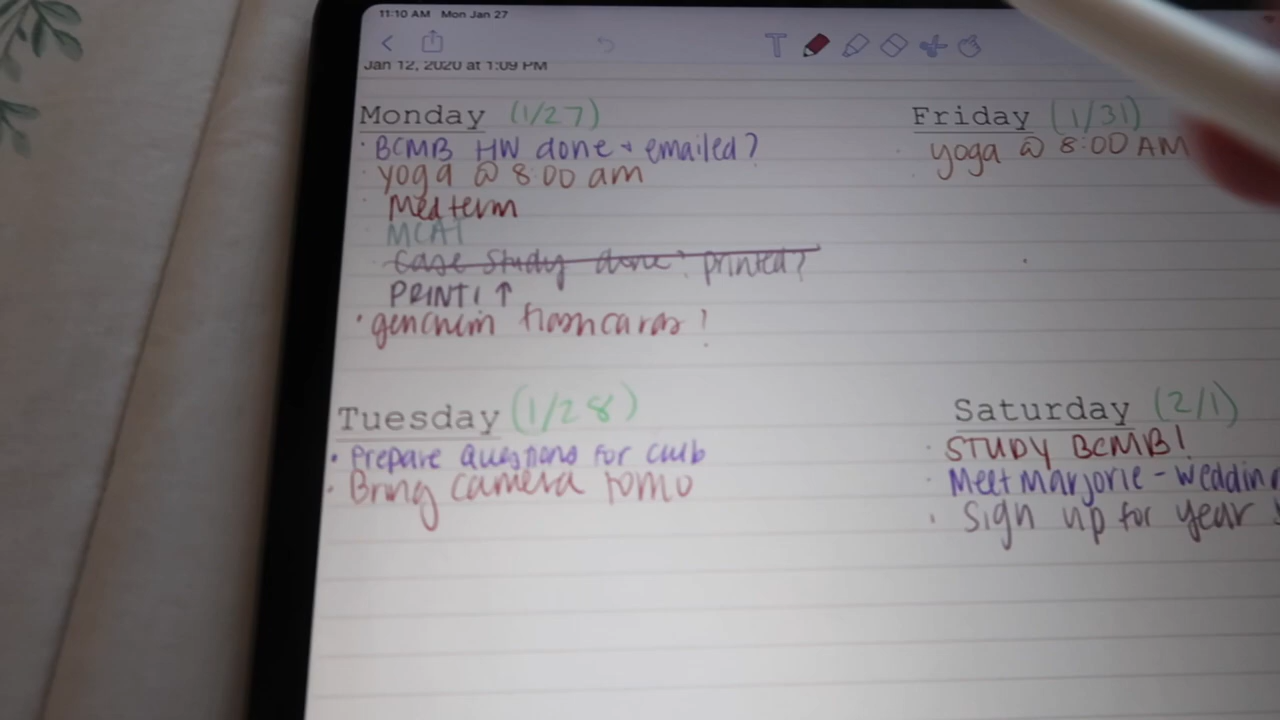 11:10 AM Mon Jan 27
Jan 12, 2020 at 1:09 PM
Monday (1/27)
BCMB HW done + emailed?
yoga @ 8:00 am
Med term
MCAT
Case Study done? printed?
PRINT! ↑
genchem flashcards!
Tuesday (1/28)
Prepare questions for club
Bring camera tomo
Friday (1/31)
yoga @ 8:00 AM
Saturday (2/1)
STUDY BCMB!
Meet marjorie - wedding
Sign up for year